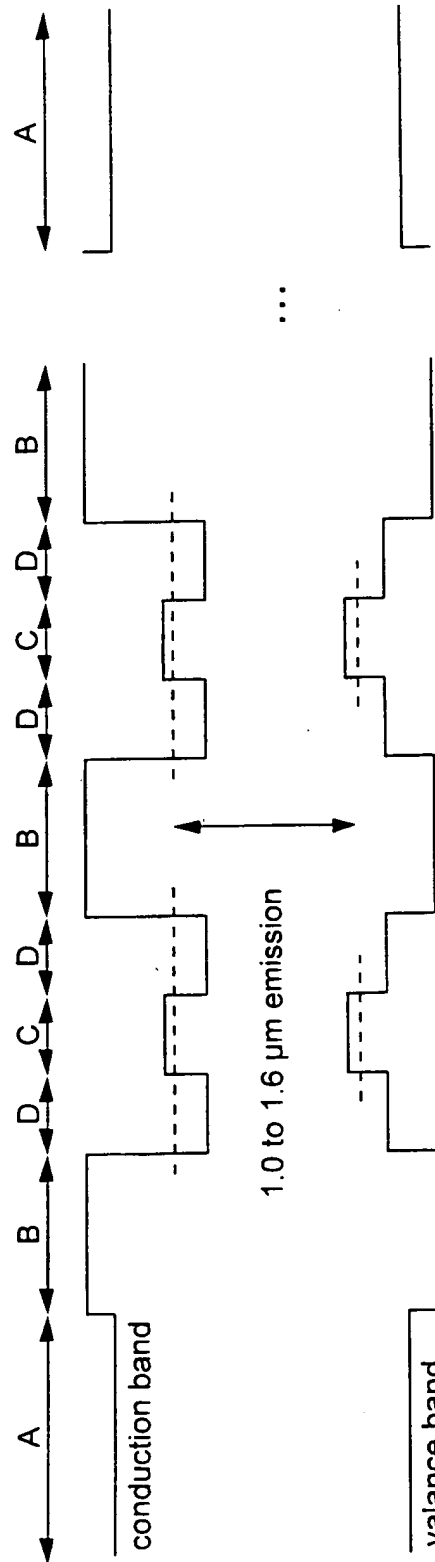 A B D C D B D C D B A
conduction band
1.0 to 1.6 µm emission
...
valance band